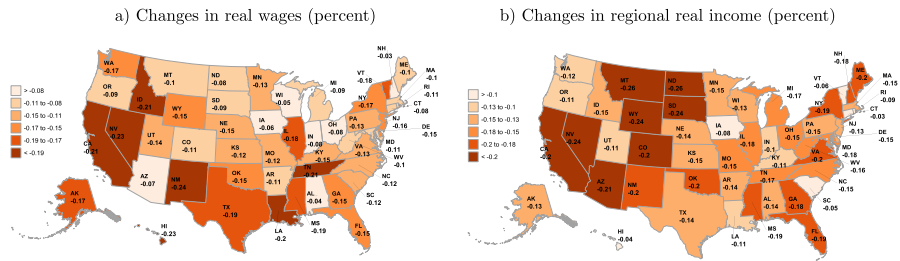 a) Changes in real wages (percent)
> -0.08
-0.11 to -0.08
-0.15 to -0.11
-0.17 to -0.15
-0.19 to -0.17
< -0.19
WA
-0.17
OR
-0.09
CA
-0.21
NV
-0.23
ID
-0.21
MT
-0.1
WY
-0.15
UT
-0.14
AZ
-0.07
CO
-0.11
NM
-0.24
ND
-0.08
SD
-0.09
NE
-0.15
KS
-0.12
OK
-0.15
TX
-0.19
MN
-0.13
IA
-0.06
MO
-0.12
AR
-0.11
LA
-0.2
WI
-0.05
IL
-0.18
MI
-0.09
IN
-0.08
OH
-0.08
KY
-0.15
TN
-0.21
MS
-0.19
AL
-0.04
GA
-0.15
FL
-0.15
SC
-0.12
NC
-0.12
WV
-0.1
VA
-0.13
MD
-0.11
DE
-0.15
PA
-0.13
NJ
-0.16
NY
-0.17
CT
-0.08
RI
-0.11
MA
-0.1
VT
-0.18
NH
-0.03
ME
-0.1
AK
-0.17
HI
-0.23
b) Changes in regional real income (percent)
> -0.1
-0.13 to -0.1
-0.15 to -0.13
-0.18 to -0.15
-0.2 to -0.18
< -0.2
WA
-0.12
OR
-0.11
CA
-0.2
NV
-0.24
ID
-0.15
MT
-0.28
WY
-0.24
UT
-0.11
AZ
-0.21
CO
-0.2
NM
-0.2
ND
-0.26
SD
-0.24
NE
-0.14
KS
-0.15
OK
-0.2
TX
-0.14
MN
-0.15
IA
-0.08
MO
-0.15
AR
-0.14
LA
-0.11
WI
-0.13
IL
-0.18
MI
-0.17
IN
-0.1
OH
-0.15
KY
-0.11
TN
-0.17
MS
-0.19
AL
-0.14
GA
-0.18
FL
-0.19
SC
-0.05
NC
-0.15
WV
-0.16
VA
-0.2
MD
-0.18
DE
-0.15
PA
-0.15
NJ
-0.13
NY
-0.19
CT
-0.09
RI
-0.09
MA
-0.15
VT
-0.06
NH
-0.18
ME
-0.2
AK
-0.13
HI
-0.04